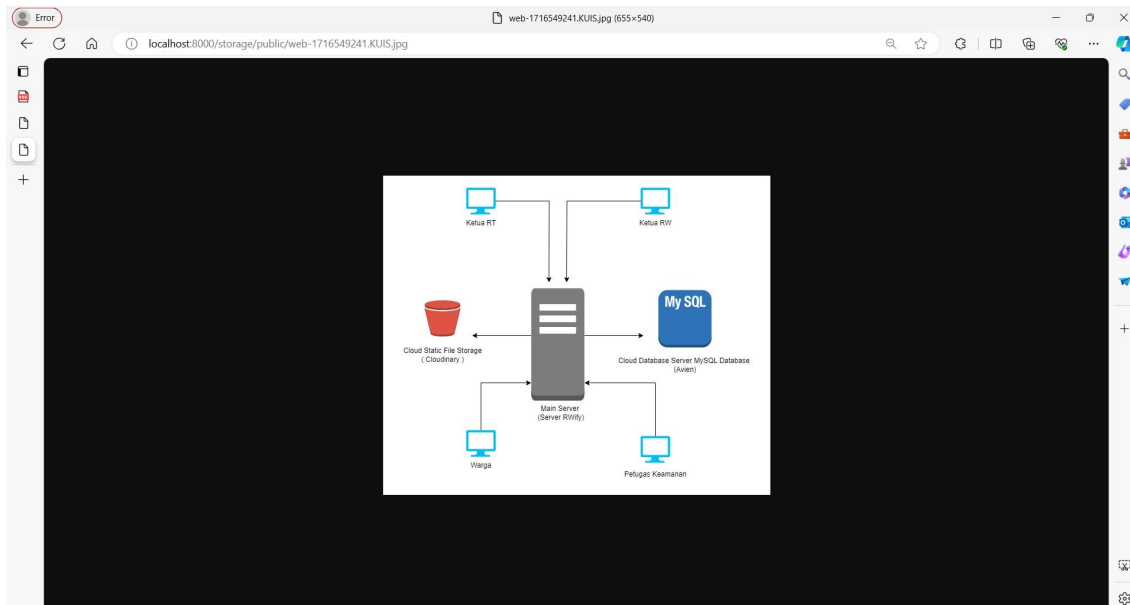 Error
web-1716549241.KUIS.jpg (655×540)
localhost:8000/storage/public/web-1716549241.KUIS.jpg
PDF
Ketua RT
Ketua RW
My SQL
Cloud Static File Storage
( Cloudinary )
Cloud Database Server MySQL Database
(Avien)
Main Server
(Server RWify)
Warga
Petugas Keamanan